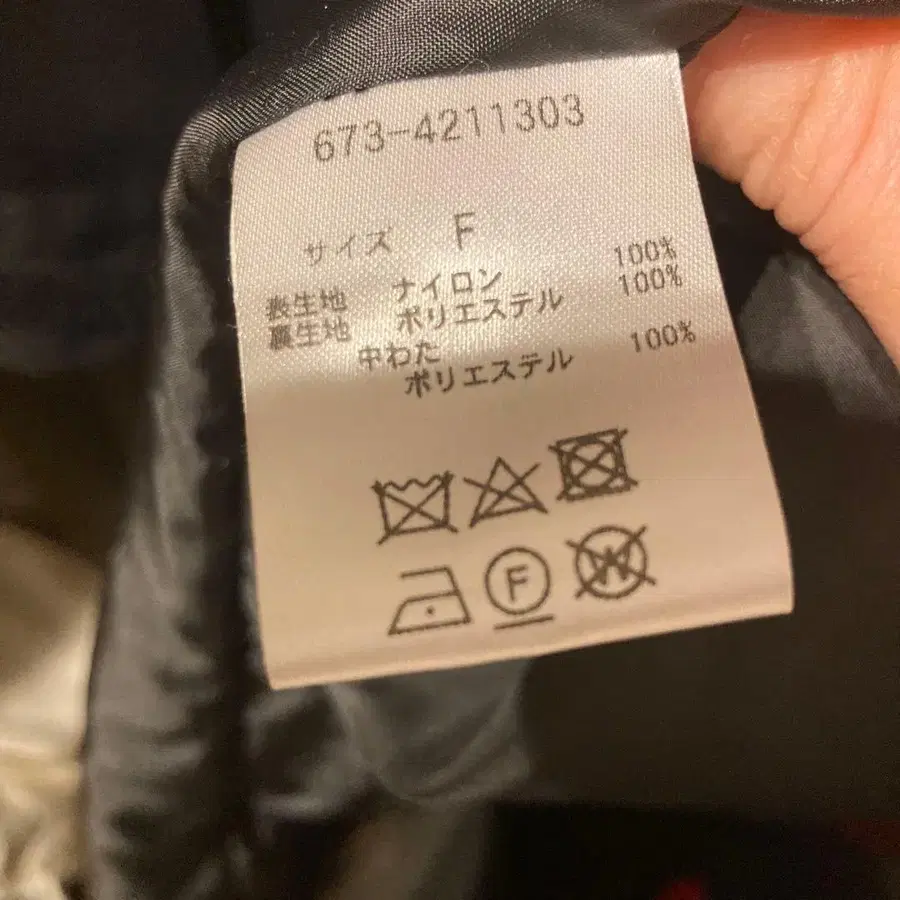 673-4211303
サイズ F
表生地 ナイロン 100%
裏生地 ポリエステル 100%
中わた
ポリエステル 100%
F
W